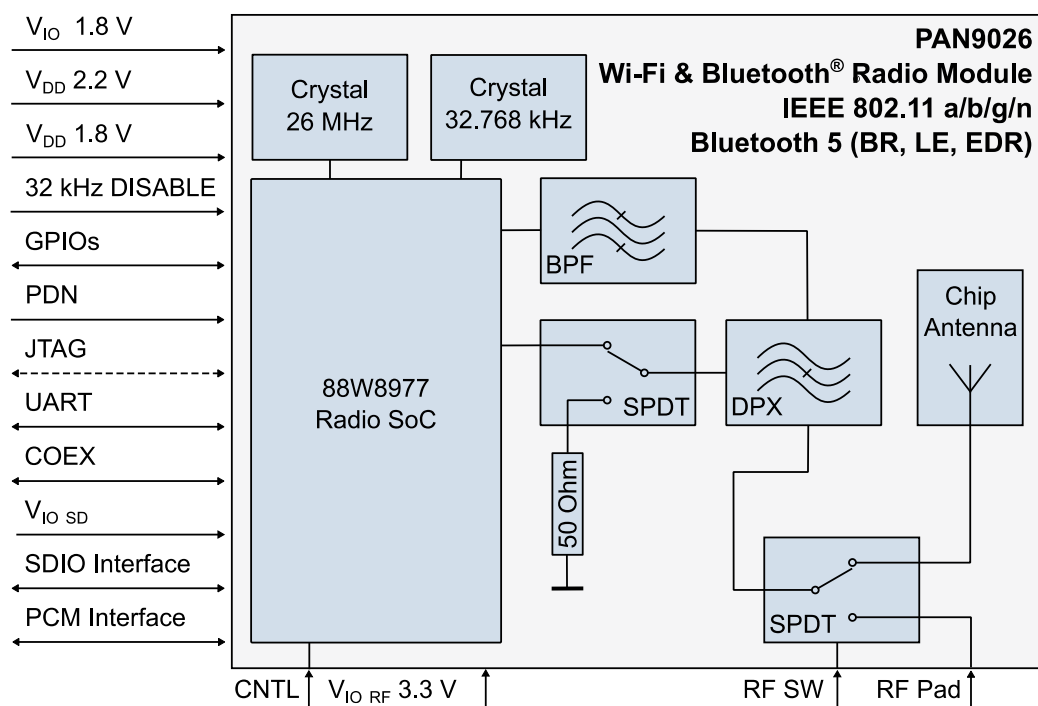 V_IO 1.8 V
V_DD 2.2 V
V_DD 1.8 V
32 kHz DISABLE
GPIOs
PDN
JTAG
UART
COEX
V_IO SD
SDIO Interface
PCM Interface
PAN9026
Wi-Fi & Bluetooth® Radio Module
IEEE 802.11 a/b/g/n
Bluetooth 5 (BR, LE, EDR)
Crystal
26 MHz
Crystal
32.768 kHz
BPF
88W8977
Radio SoC
SPDT
DPX
Chip
Antenna
50 Ohm
SPDT
CNTL
V_IO RF 3.3 V
RF SW
RF Pad